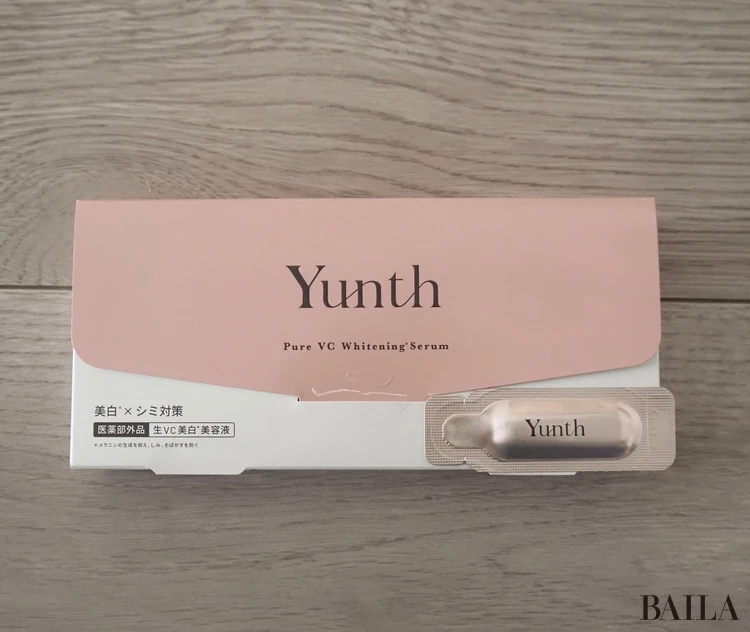 Yunth
Pure VC Whitening*Serum
美白*×シミ対策
医薬部外品 生VC美白*美容液
*メラニンの生成を抑え、しみ、そばかすを防ぐ
Yunth
BAILA